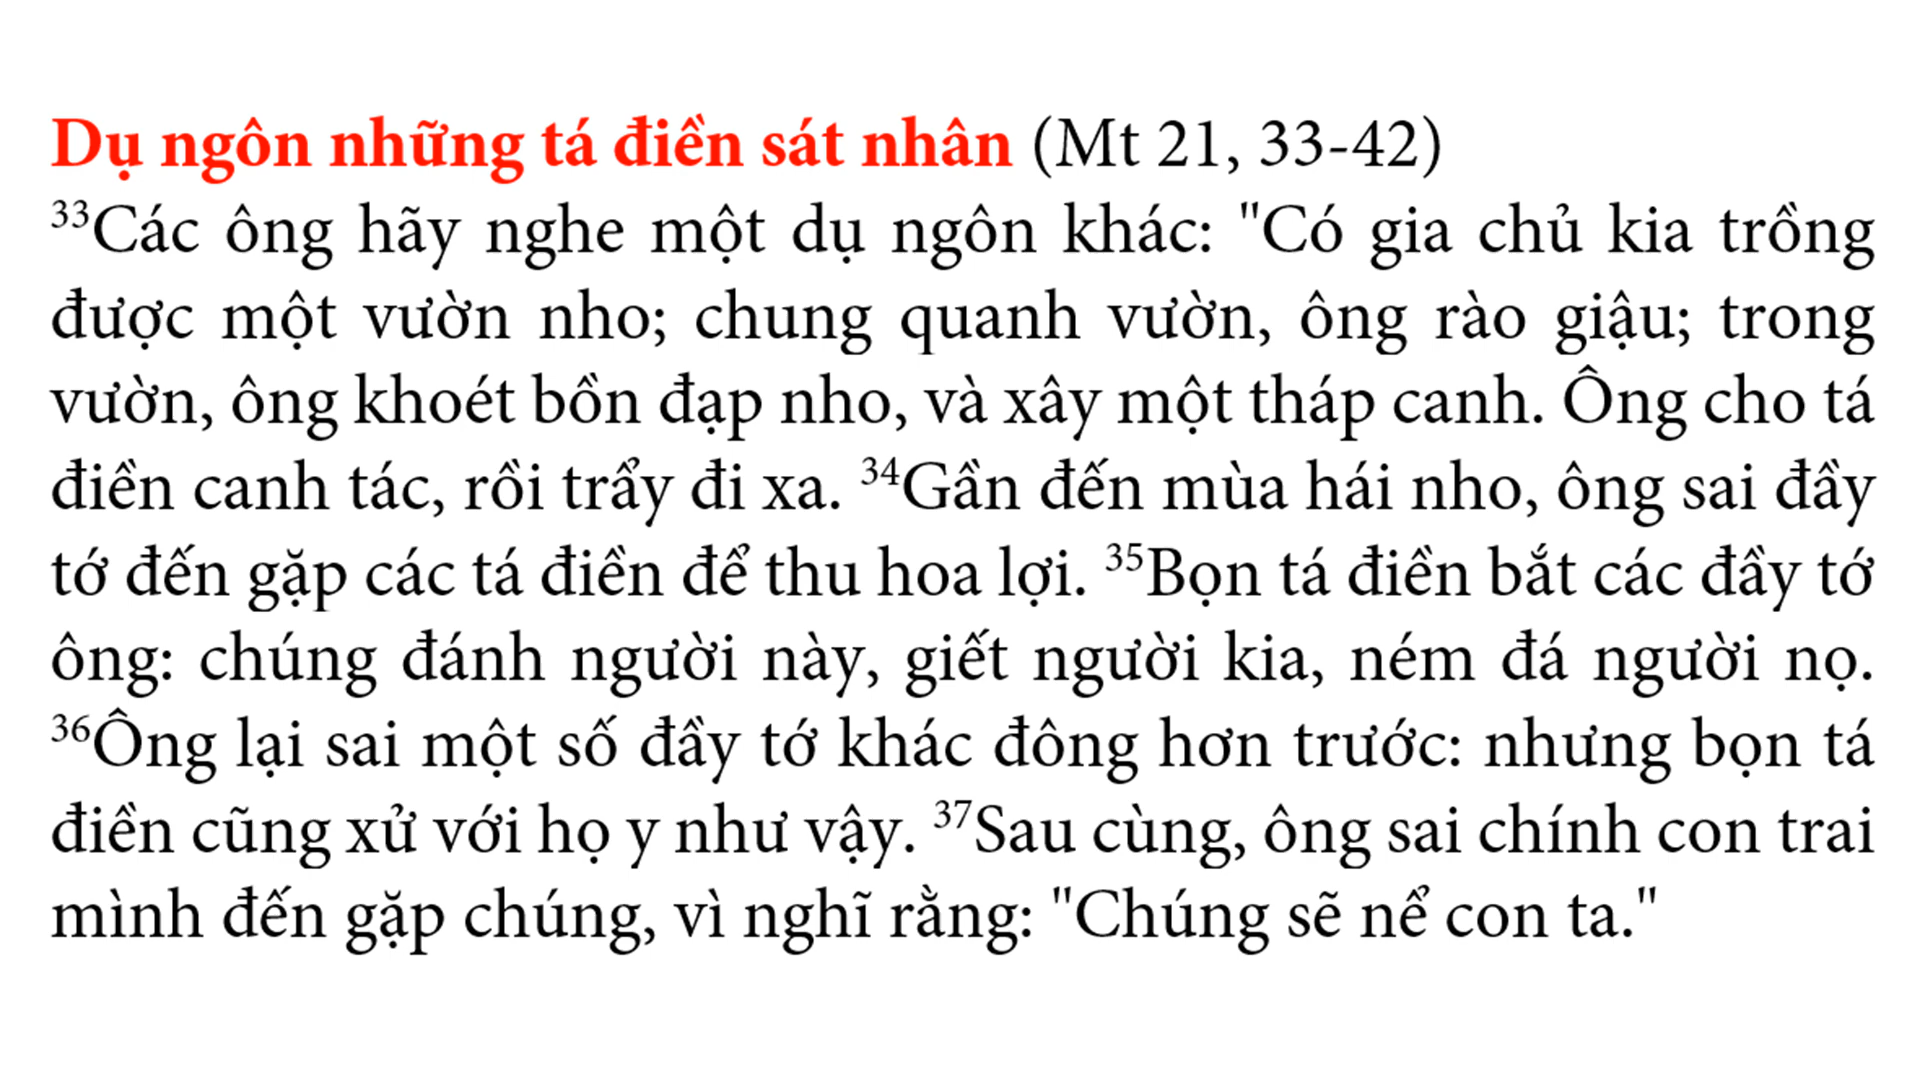 Dụ ngôn những tá điền sát nhân (Mt 21, 33-42)
³³Các ông hãy nghe một dụ ngôn khác: "Có gia chủ kia trồng
được một vườn nho; chung quanh vườn, ông rào giậu; trong
vườn, ông khoét bồn đạp nho, và xây một tháp canh. Ông cho tá
điền canh tác, rồi trẩy đi xa. ³⁴Gần đến mùa hái nho, ông sai đầy
tớ đến gặp các tá điền để thu hoa lợi. ³⁵Bọn tá điền bắt các đầy tớ
ông: chúng đánh người này, giết người kia, ném đá người nọ.
³⁶Ông lại sai một số đầy tớ khác đông hơn trước: nhưng bọn tá
điền cũng xử với họ y như vậy. ³⁷Sau cùng, ông sai chính con trai
mình đến gặp chúng, vì nghĩ rằng: "Chúng sẽ nể con ta."